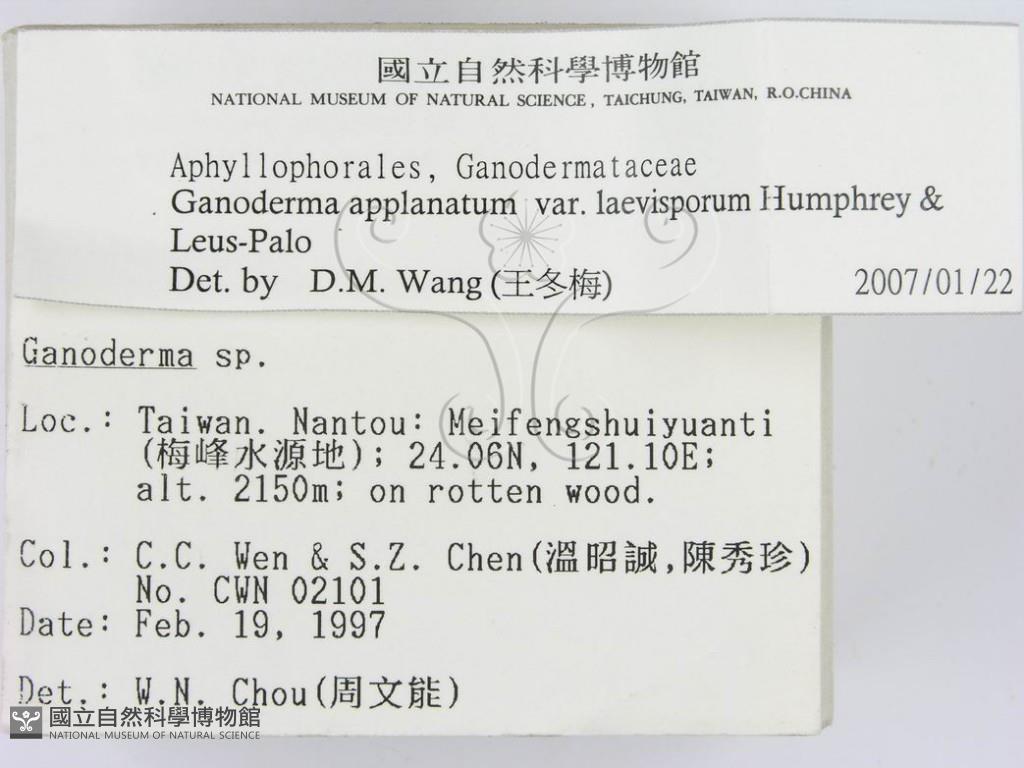 國立自然科學博物館
NATIONAL MUSEUM OF NATURAL SCIENCE, TAICHUNG, TAIWAN, R.O.CHINA
Aphyllophorales, Ganodermataceae
Ganoderma applanatum var. laevisporum Humphrey &
Leus-Palo
Det. by D.M. Wang (王冬梅) 2007/01/22
Ganoderma sp.
Loc.: Taiwan. Nantou: Meifengshuiyuanti
(梅峰水源地); 24.06N, 121.10E;
alt. 2150m; on rotten wood.
Col.: C.C. Wen & S.Z. Chen(溫昭誠,陳秀珍)
No. CWN 02101
Date: Feb. 19, 1997
Det.: W.N. Chou(周文能)
國立自然科學博物館
NATIONAL MUSEUM OF NATURAL SCIENCE